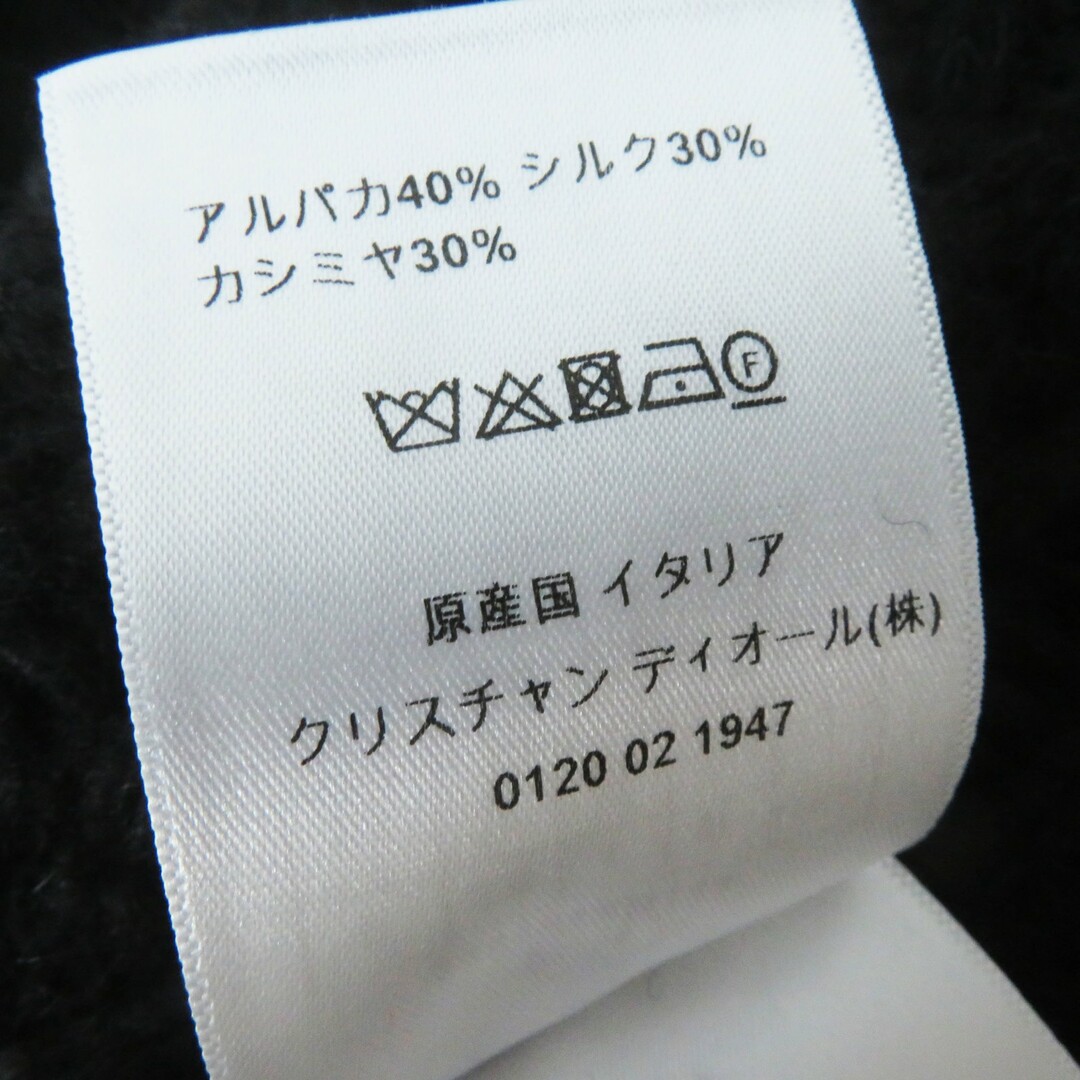 アルパカ40% シルク30%
カシミヤ30%
F
原産国 イタリア
クリスチャン ディオール(株)
0120 02 1947